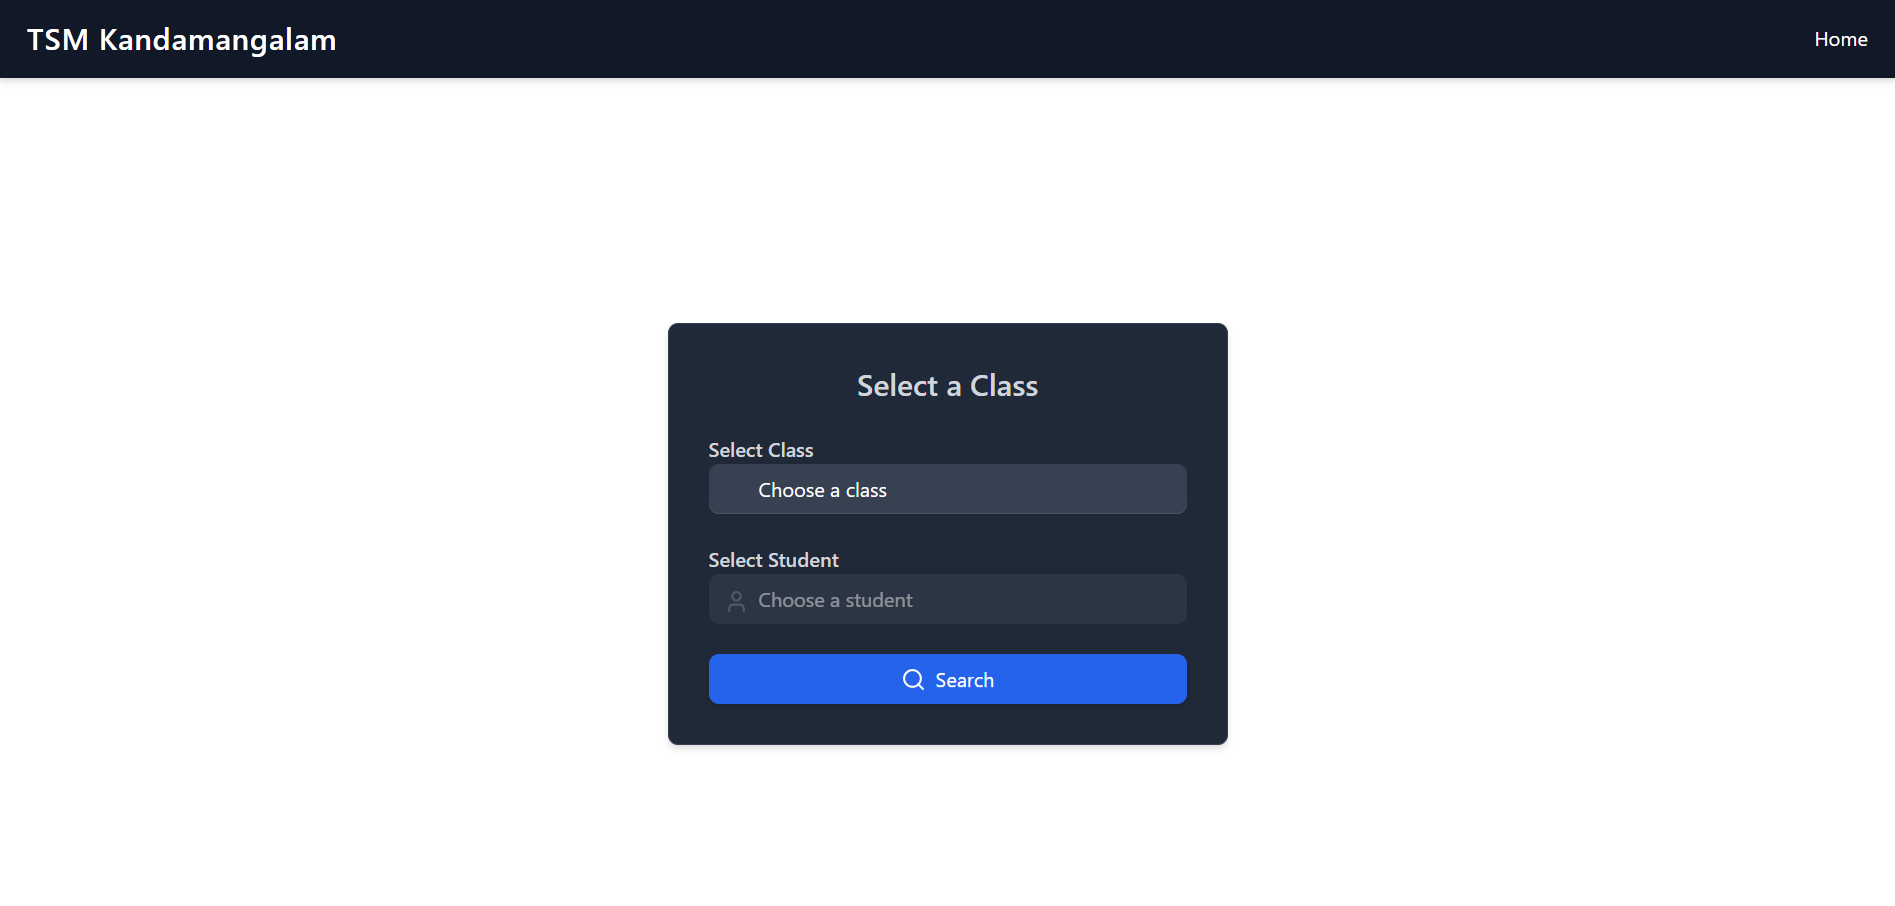 TSM Kandamangalam
Home
Select a Class
Select Class
Choose a class
Select Student
Choose a student
Search